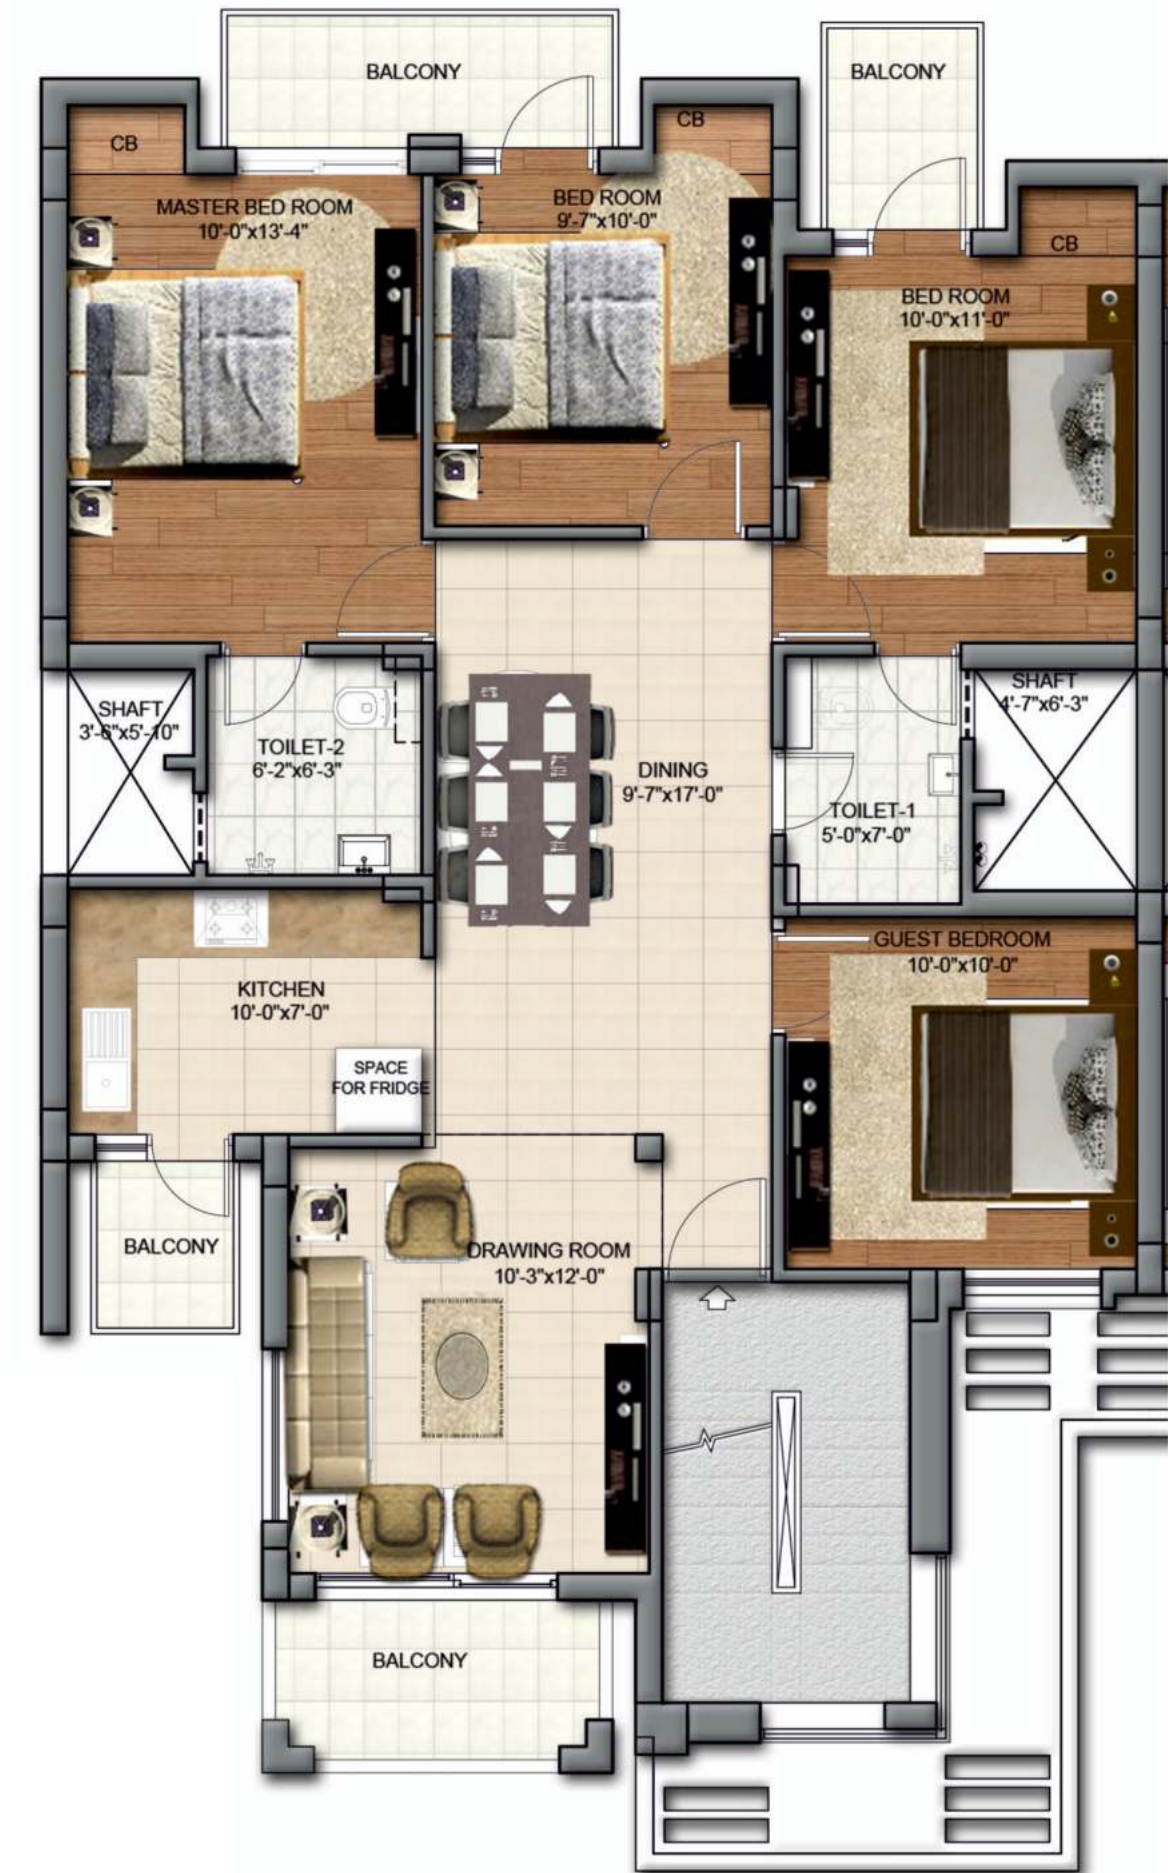 BALCONY
BALCONY
CB
CB
MASTER BED ROOM
10'-0"x13'-4"
BED ROOM
9'-7"x10'-0"
CB
BED ROOM
10'-0"x11'-0"
SHAFT
3'-6"x5'-10"
TOILET-2
6'-2"x6'-3"
DINING
9'-7"x17'-0"
TOILET-1
5'-0"x7'-0"
SHAFT
4'-7"x6'-3"
KITCHEN
10'-0"x7'-0"
SPACE
FOR FRIDGE
GUEST BEDROOM
10'-0"x10'-0"
BALCONY
DRAWING ROOM
10'-3"x12'-0"
BALCONY